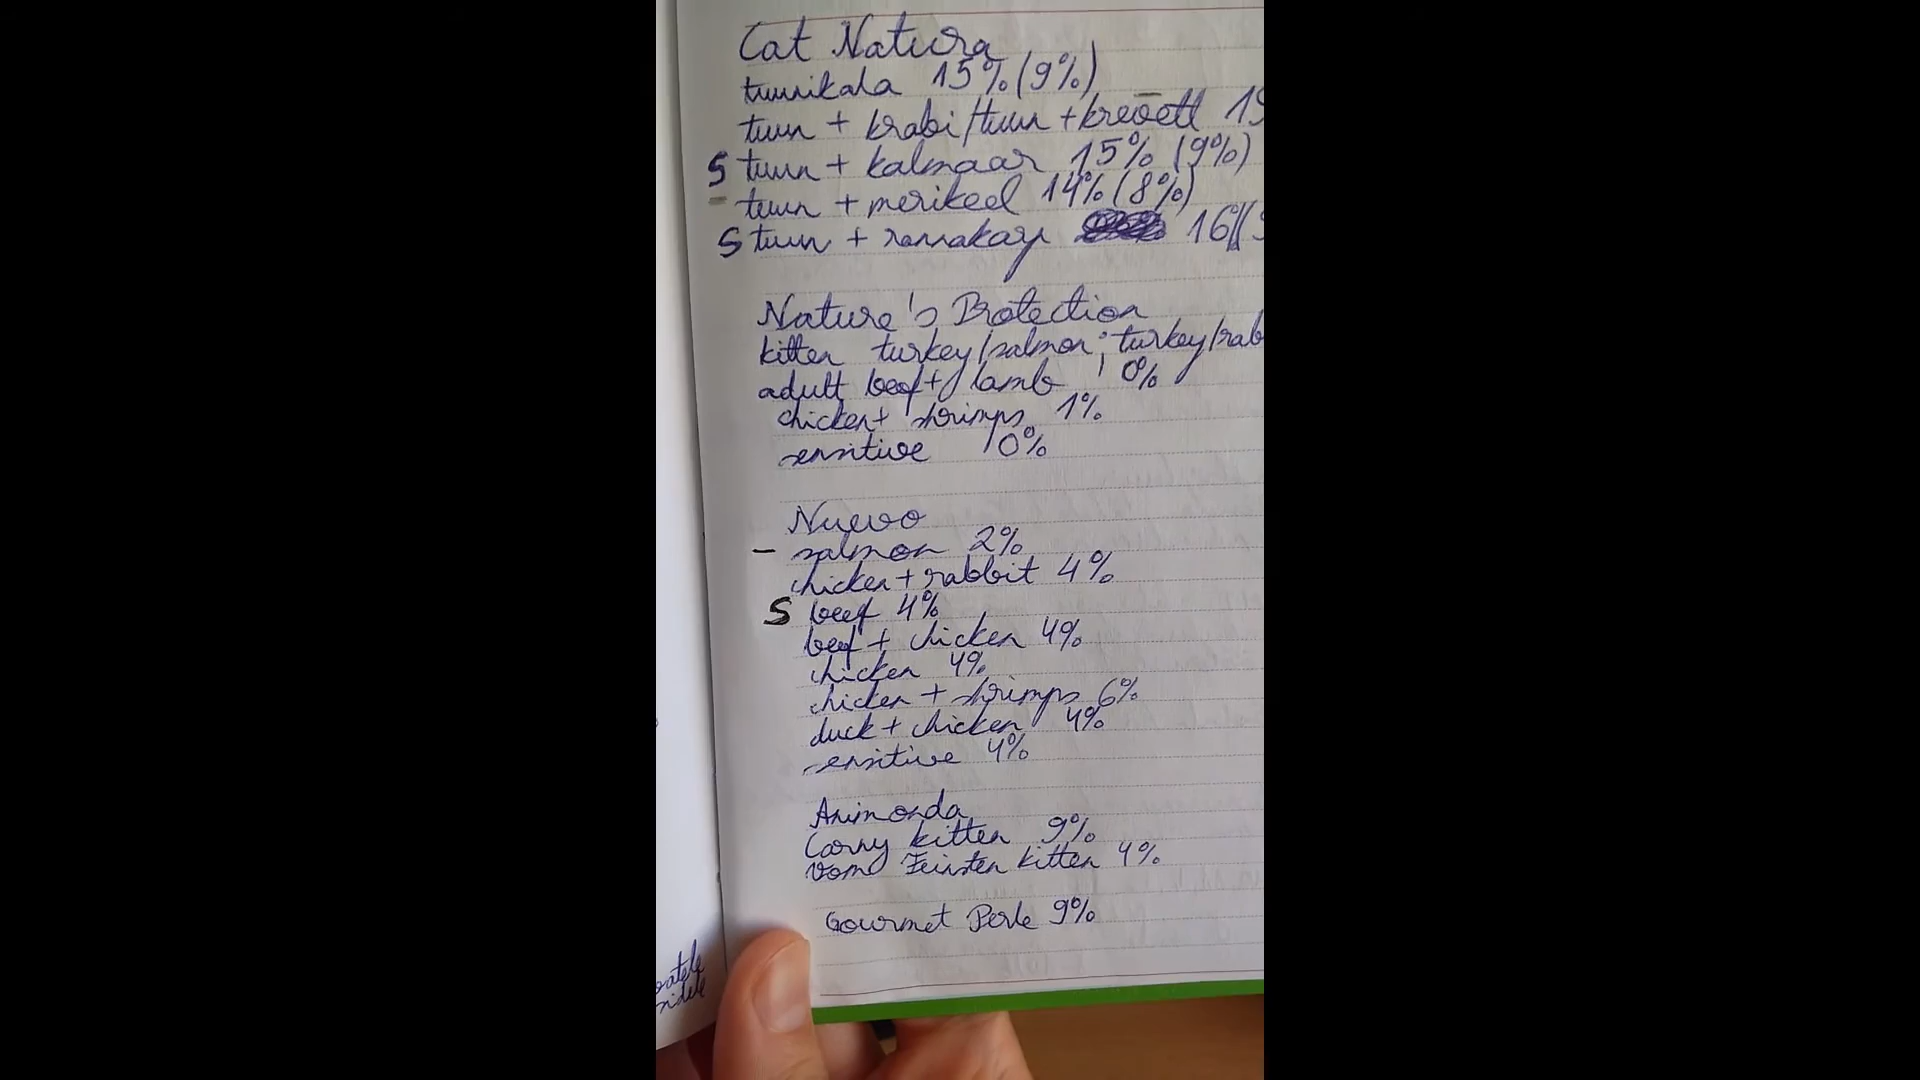 Cat Natura
tuunikala 15% (9%)
tuun + krabi/tuun + krevett 15
S tuun + kalmaar 15% (9%)
- tuun + merikeel 14% (8%)
S tuun + rannakarp 16%(9
Nature's Protection
kitten turkey/salmon; turkey/rab
adult beef + lamb 0%
chicken + shrimps 1%
sensitive 0%
Nuevo
- salmon 2%
chicken + rabbit 4%
S beef 4%
beef + chicken 4%
chicken 4%
chicken + shrimps 6%
duck + chicken 4%
sensitive 4%
Animonda
Carny kitten 9%
Vom Feinsten kitten 4%
Gourmet Perle 9%